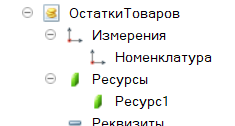 ОстаткиТоваров
Измерения
Номенклатура
Ресурсы
Ресурс1
Реквизиты